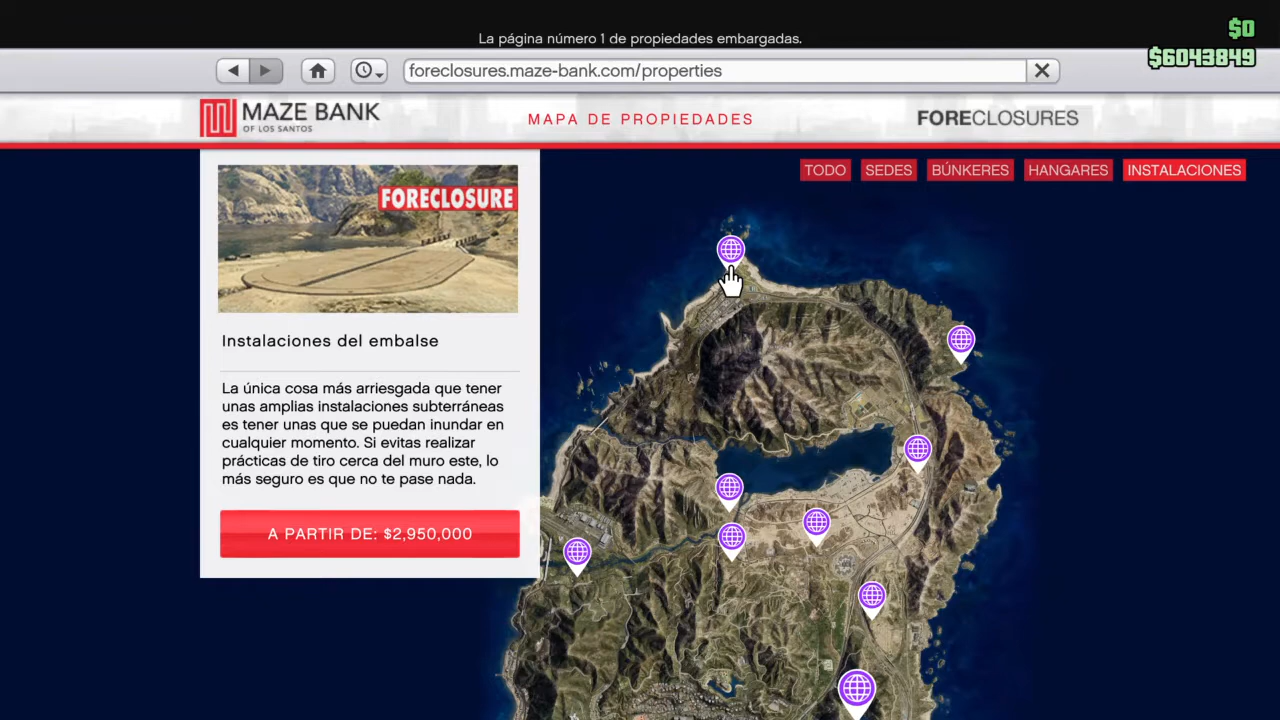 La página número 1 de propiedades embargadas.
$0
$6043849
foreclosures.maze-bank.com/properties
MAZE BANK
OF LOS SANTOS
MAPA DE PROPIEDADES
FORECLOSURES
TODO
SEDES
BÚNKERES
HANGARES
INSTALACIONES
FORECLOSURE
Instalaciones del embalse
La única cosa más arriesgada que tener
unas amplias instalaciones subterráneas
es tener unas que se puedan inundar en
cualquier momento. Si evitas realizar
prácticas de tiro cerca del muro este, lo
más seguro es que no te pase nada.
A PARTIR DE: $2,950,000